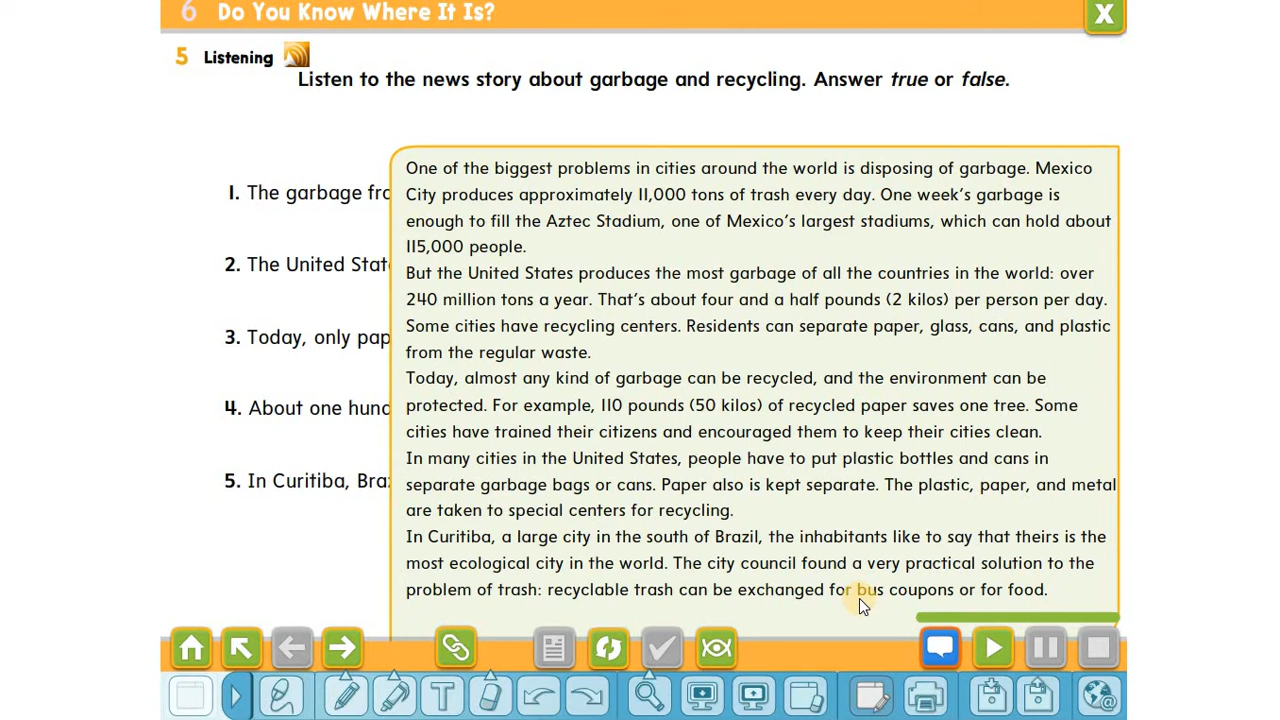 6 Do You Know Where It Is?
X
5 Listening
Listen to the news story about garbage and recycling. Answer true or false.
1. The garbage fro
2. The United Stat
3. Today, only pap
4. About one hund
5. In Curitiba, Braz
One of the biggest problems in cities around the world is disposing of garbage. Mexico
City produces approximately 11,000 tons of trash every day. One week's garbage is
enough to fill the Aztec Stadium, one of Mexico's largest stadiums, which can hold about
115,000 people.
But the United States produces the most garbage of all the countries in the world: over
240 million tons a year. That's about four and a half pounds (2 kilos) per person per day.
Some cities have recycling centers. Residents can separate paper, glass, cans, and plastic
from the regular waste.
Today, almost any kind of garbage can be recycled, and the environment can be
protected. For example, 110 pounds (50 kilos) of recycled paper saves one tree. Some
cities have trained their citizens and encouraged them to keep their cities clean.
In many cities in the United States, people have to put plastic bottles and cans in
separate garbage bags or cans. Paper also is kept separate. The plastic, paper, and metal
are taken to special centers for recycling.
In Curitiba, a large city in the south of Brazil, the inhabitants like to say that theirs is the
most ecological city in the world. The city council found a very practical solution to the
problem of trash: recyclable trash can be exchanged for bus coupons or for food.
T
@